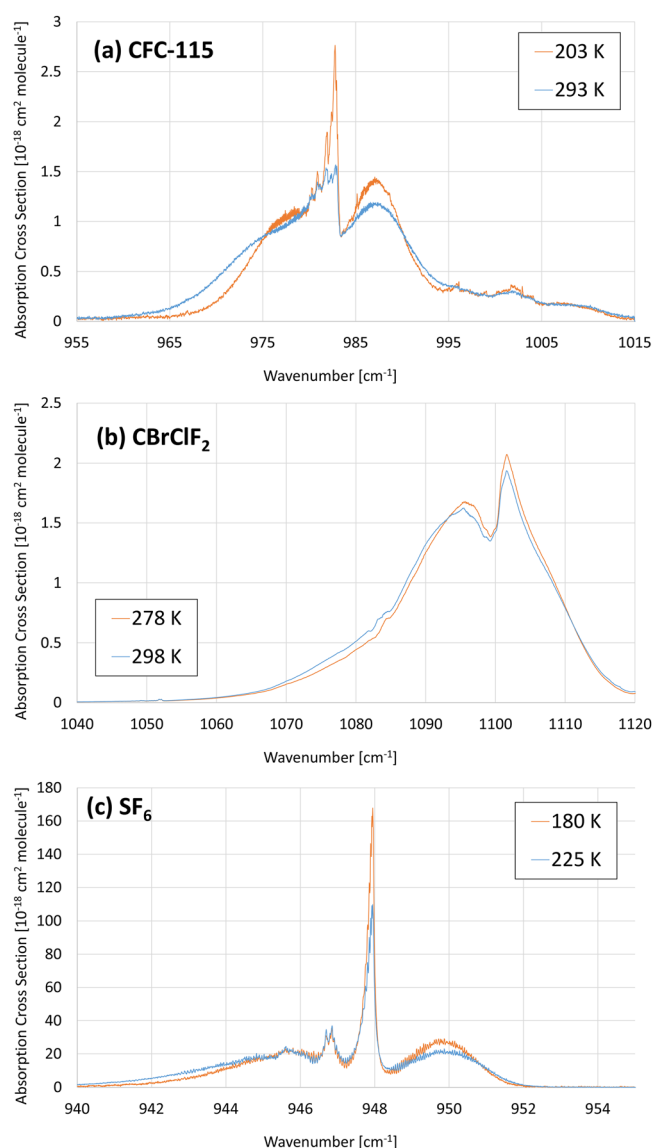 (a) CFC-115
203 K
293 K
Absorption Cross Section [10⁻¹⁸ cm² molecule⁻¹]
3
2.5
2
1.5
1
0.5
0
955 965 975 985 995 1005 1015
Wavenumber [cm⁻¹]
(b) CBrClF₂
278 K
298 K
Absorption Cross Section [10⁻¹⁸ cm² molecule⁻¹]
2.5
2
1.5
1
0.5
0
1040 1050 1060 1070 1080 1090 1100 1110 1120
Wavenumber [cm⁻¹]
(c) SF₆
180 K
225 K
Absorption Cross Section [10⁻¹⁸ cm² molecule⁻¹]
180
160
140
120
100
80
60
40
20
0
940 942 944 946 948 950 952 954
Wavenumber [cm⁻¹]